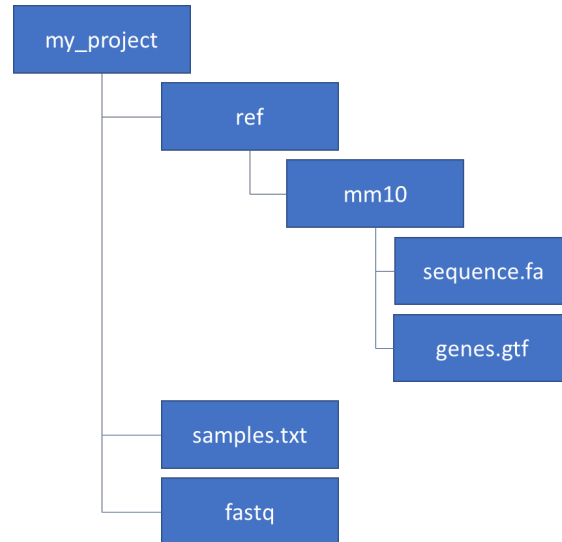 my_project
ref
mm10
sequence.fa
genes.gtf
samples.txt
fastq